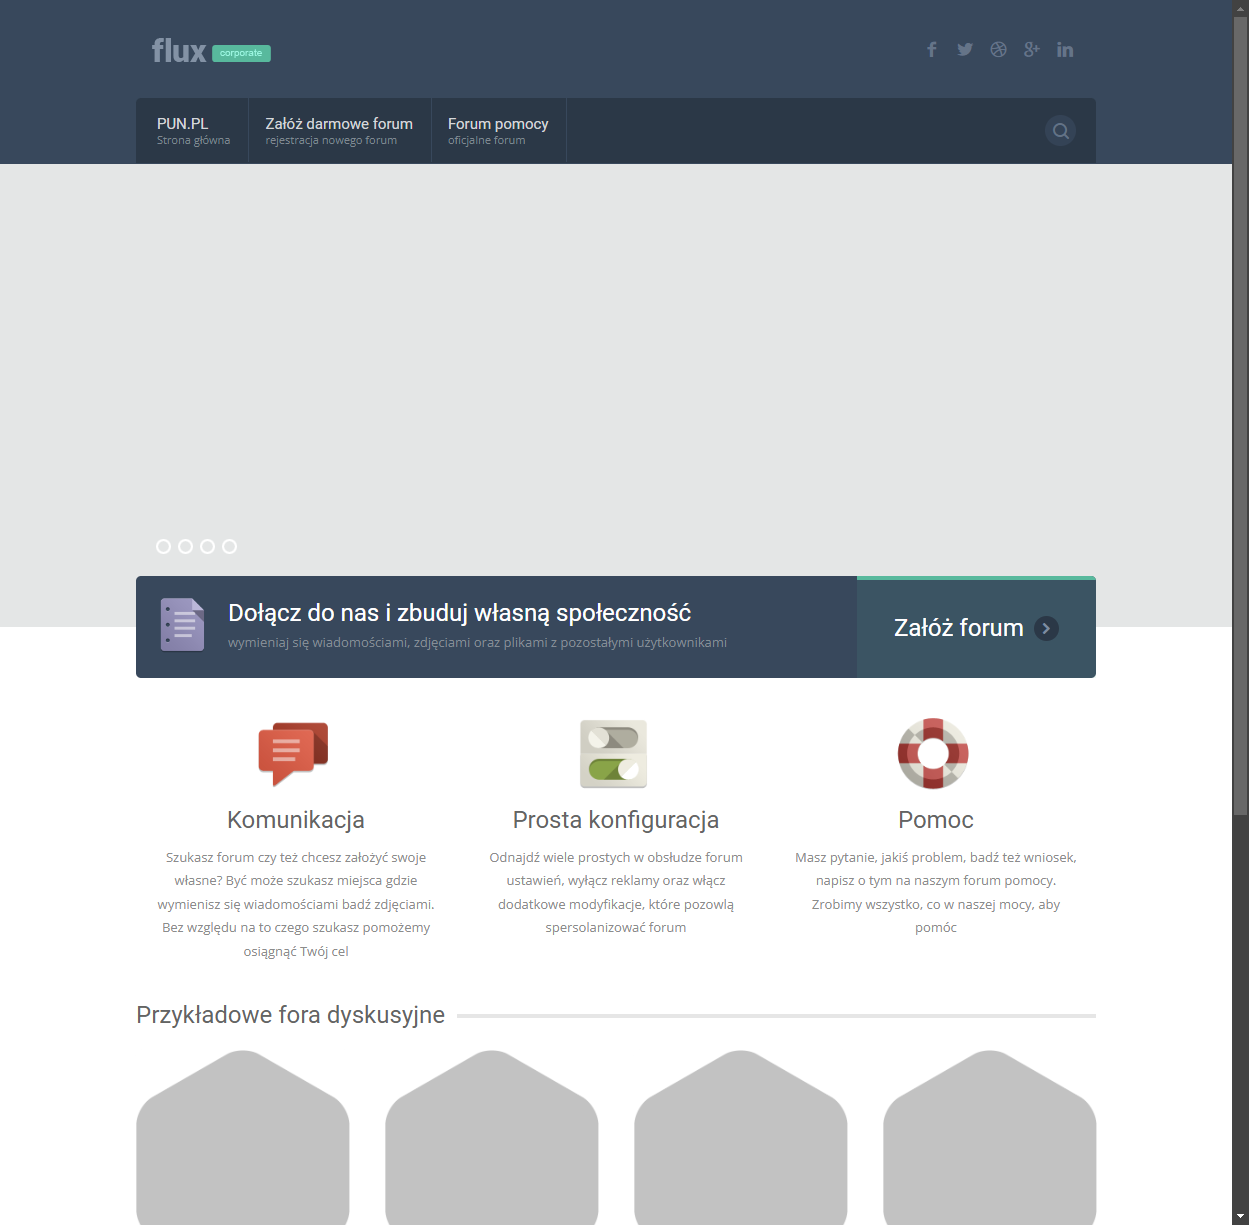 flux corporate
PUN.PL
Strona główna
Załóż darmowe forum
rejestracja nowego forum
Forum pomocy
oficjalne forum
Dołącz do nas i zbuduj własną społeczność
wymieniaj się wiadomościami, zdjęciami oraz plikami z pozostałymi użytkownikami
Załóż forum
Komunikacja
Szukasz forum czy też chcesz założyć swoje
własne? Być może szukasz miejsca gdzie
wymienisz się wiadomościami badź zdjęciami.
Bez względu na to czego szukasz pomożemy
osiągnąć Twój cel
Prosta konfiguracja
Odnajdź wiele prostych w obsłudze forum
ustawień, wyłącz reklamy oraz włącz
dodatkowe modyfikacje, które pozowlą
spersolanizować forum
Pomoc
Masz pytanie, jakiś problem, badź też wniosek,
napisz o tym na naszym forum pomocy.
Zrobimy wszystko, co w naszej mocy, aby
pomóc
Przykładowe fora dyskusyjne